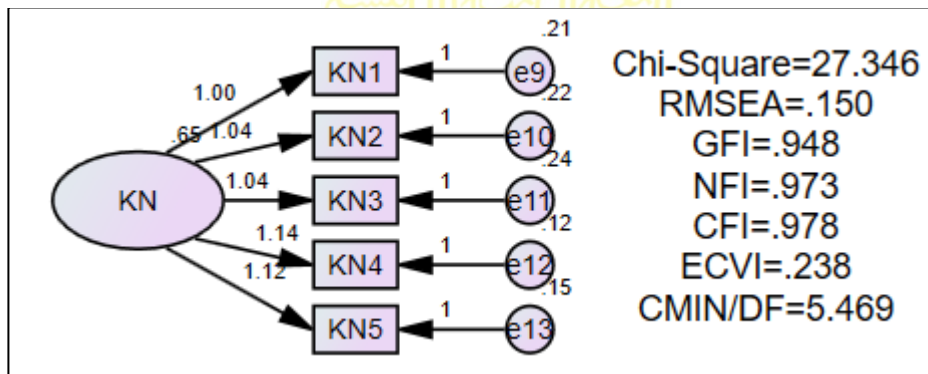 .21
KN1
1
e9
1.00
.22
.65
1.04
KN2
1
e10
.24
KN
1.04
KN3
1
e11
.12
1.14
KN4
1
e12
.15
1.12
KN5
1
e13
Chi-Square=27.346
RMSEA=.150
GFI=.948
NFI=.973
CFI=.978
ECVI=.238
CMIN/DF=5.469